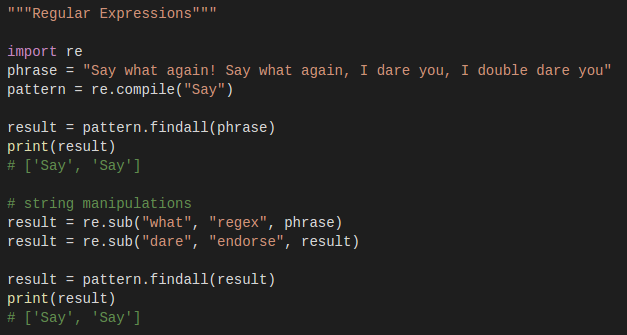 """Regular Expressions"""
import re
phrase = "Say what again! Say what again, I dare you, I double dare you"
pattern = re.compile("Say")
result = pattern.findall(phrase)
print(result)
# ['Say', 'Say']
# string manipulations
result = re.sub("what", "regex", phrase)
result = re.sub("dare", "endorse", result)
result = pattern.findall(result)
print(result)
# ['Say', 'Say']